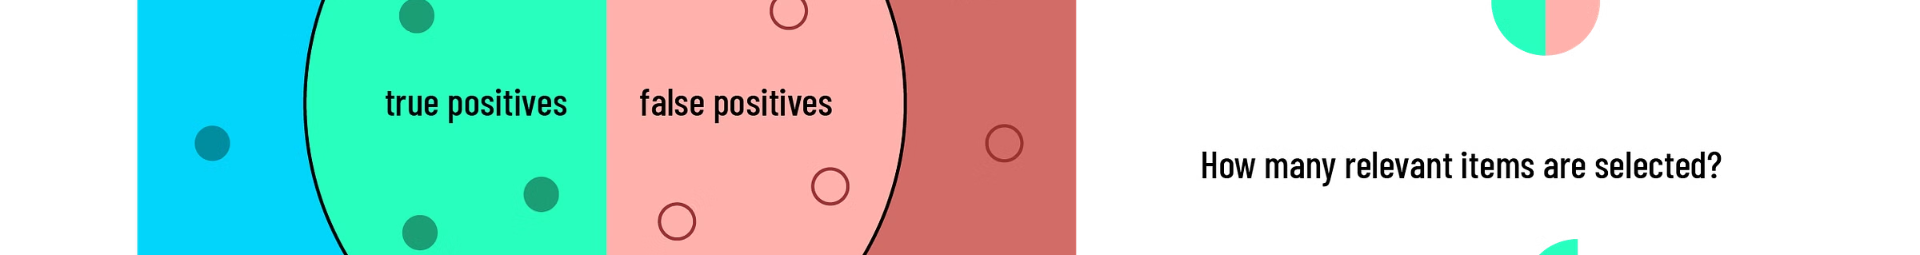 true positives
false positives
How many relevant items are selected?